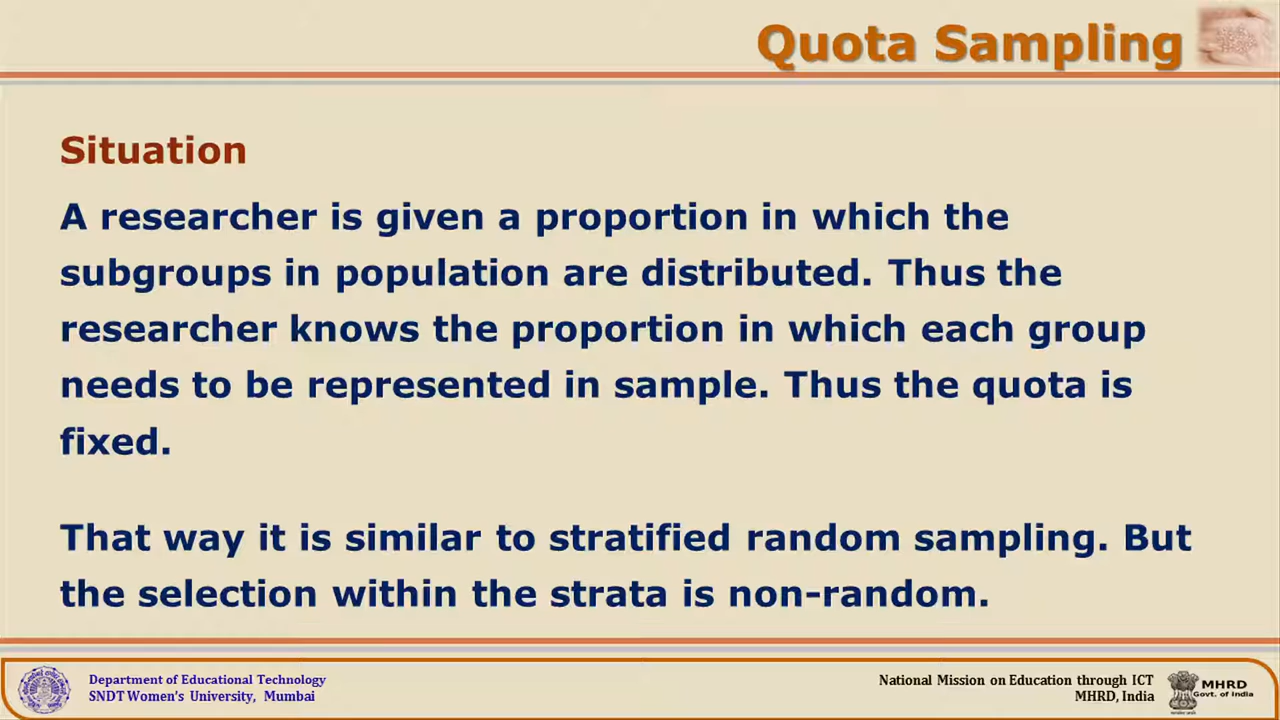 Quota Sampling
Situation
A researcher is given a proportion in which the
subgroups in population are distributed. Thus the
researcher knows the proportion in which each group
needs to be represented in sample. Thus the quota is
fixed.
That way it is similar to stratified random sampling. But
the selection within the strata is non-random.
Department of Educational Technology
SNDT Women's University, Mumbai
National Mission on Education through ICT
MHRD, India
MHRD
Govt. of India